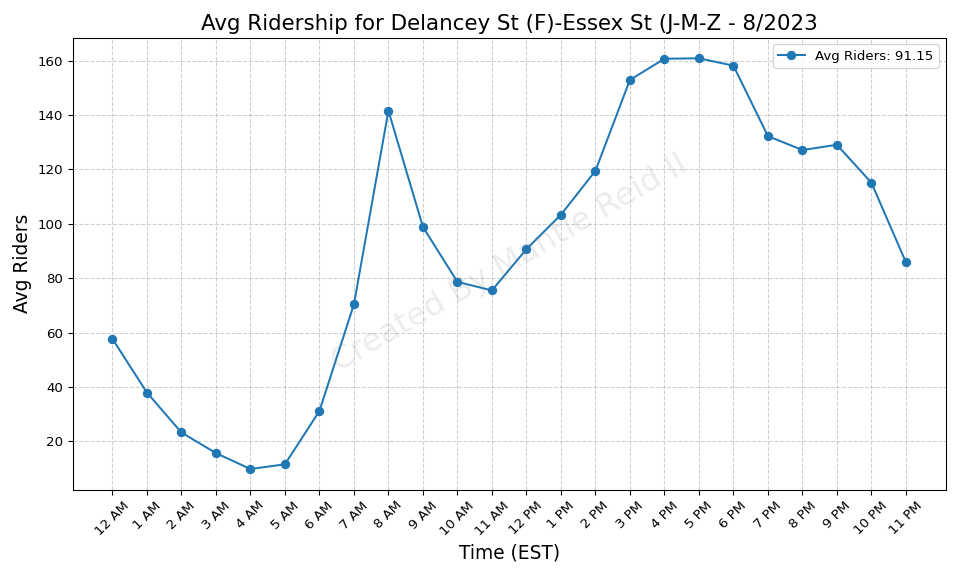 Avg Ridership for Delancey St (F)-Essex St (J-M-Z - 8/2023
Avg Riders: 91.15
160
140
120
100
80
60
40
20
Avg Riders
Created By Mantle Reid II
12 AM 1 AM 2 AM 3 AM 4 AM 5 AM 6 AM 7 AM 8 AM 9 AM 10 AM 11 AM 12 PM 1 PM 2 PM 3 PM 4 PM 5 PM 6 PM 7 PM 8 PM 9 PM 10 PM 11 PM
Time (EST)